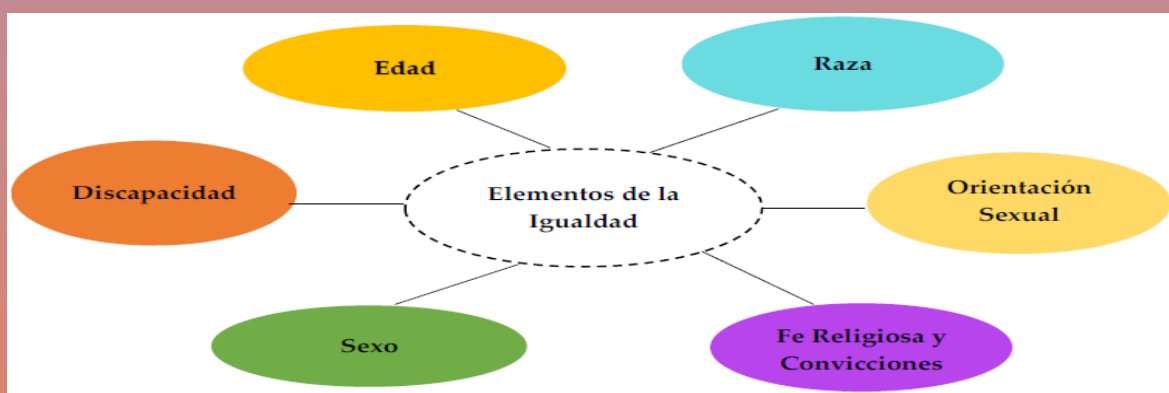 Edad
Raza
Discapacidad
Elementos de la
Igualdad
Orientación
Sexual
Sexo
Fe Religiosa y
Convicciones